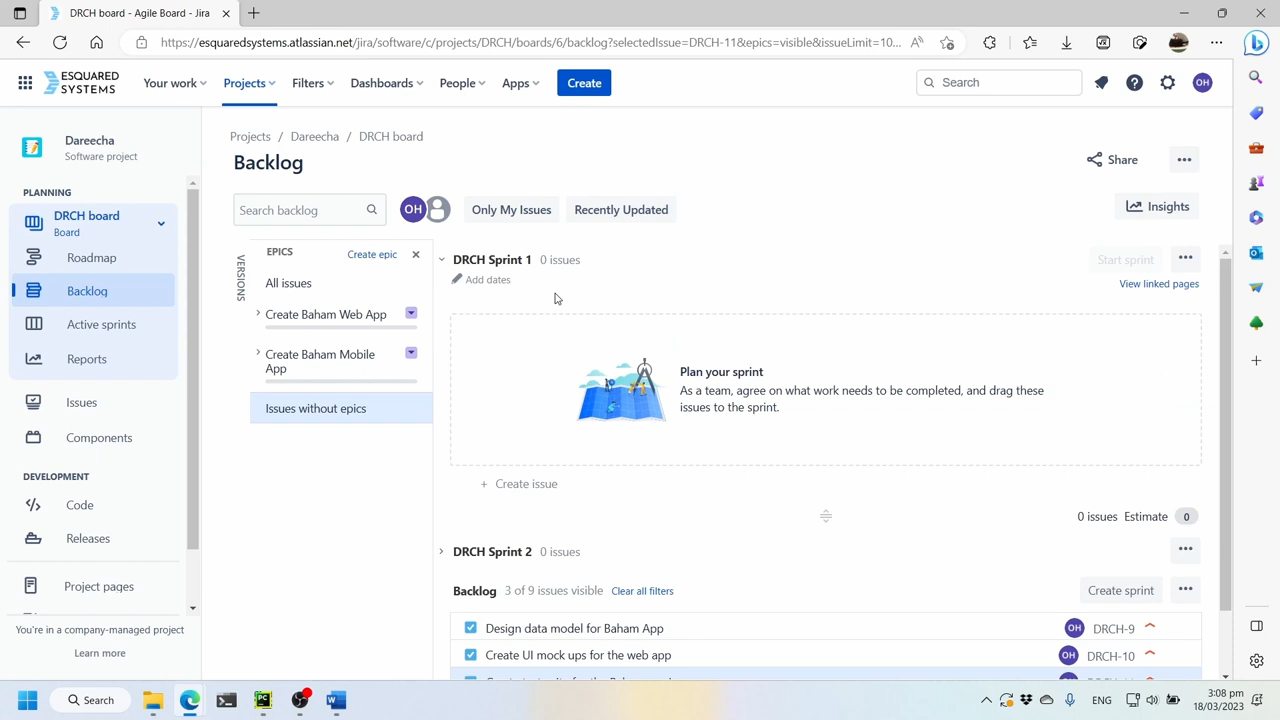 DRCH board - Agile Board - Jira
https://esquaredsystems.atlassian.net/jira/software/c/projects/DRCH/boards/6/backlog?selectedIssue=DRCH-11&epics=visible&issueLimit=10...
ESQUARED SYSTEMS
Your work
Projects
Filters
Dashboards
People
Apps
Create
Search
OH
Dareecha
Software project
PLANNING
DRCH board
Board
Roadmap
Backlog
Active sprints
Reports
Issues
Components
DEVELOPMENT
Code
Releases
Project pages
You're in a company-managed project
Learn more
Projects / Dareecha / DRCH board
Backlog
Share
Search backlog
OH
Only My Issues
Recently Updated
Insights
VERSIONS
EPICS
Create epic
All issues
Create Baham Web App
Create Baham Mobile App
Issues without epics
DRCH Sprint 1 0 issues
Start sprint
Add dates
View linked pages
Plan your sprint
As a team, agree on what work needs to be completed, and drag these
issues to the sprint.
+ Create issue
0 issues Estimate 0
DRCH Sprint 2 0 issues
Backlog 3 of 9 issues visible Clear all filters
Create sprint
Design data model for Baham App OH DRCH-9
Create UI mock ups for the web app OH DRCH-10
Search
ENG
3:08 pm
18/03/2023